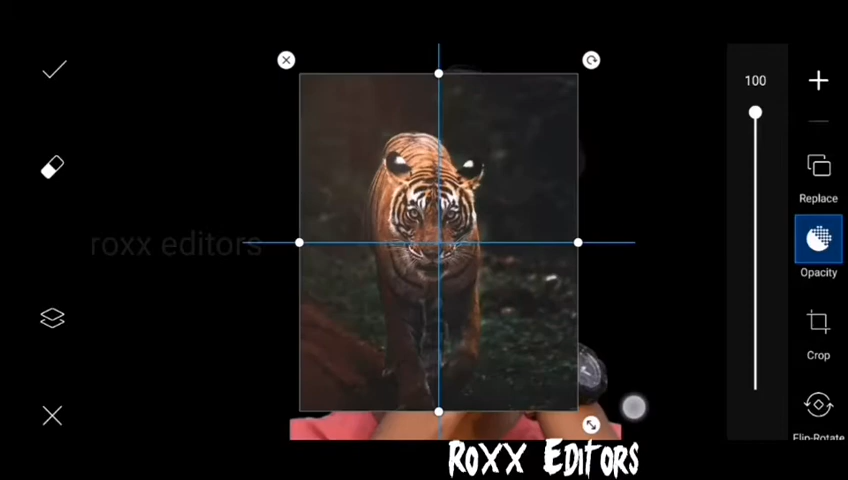 100
Replace
roxx editors
Opacity
Crop
Flip-Rotate
Roxx Editors